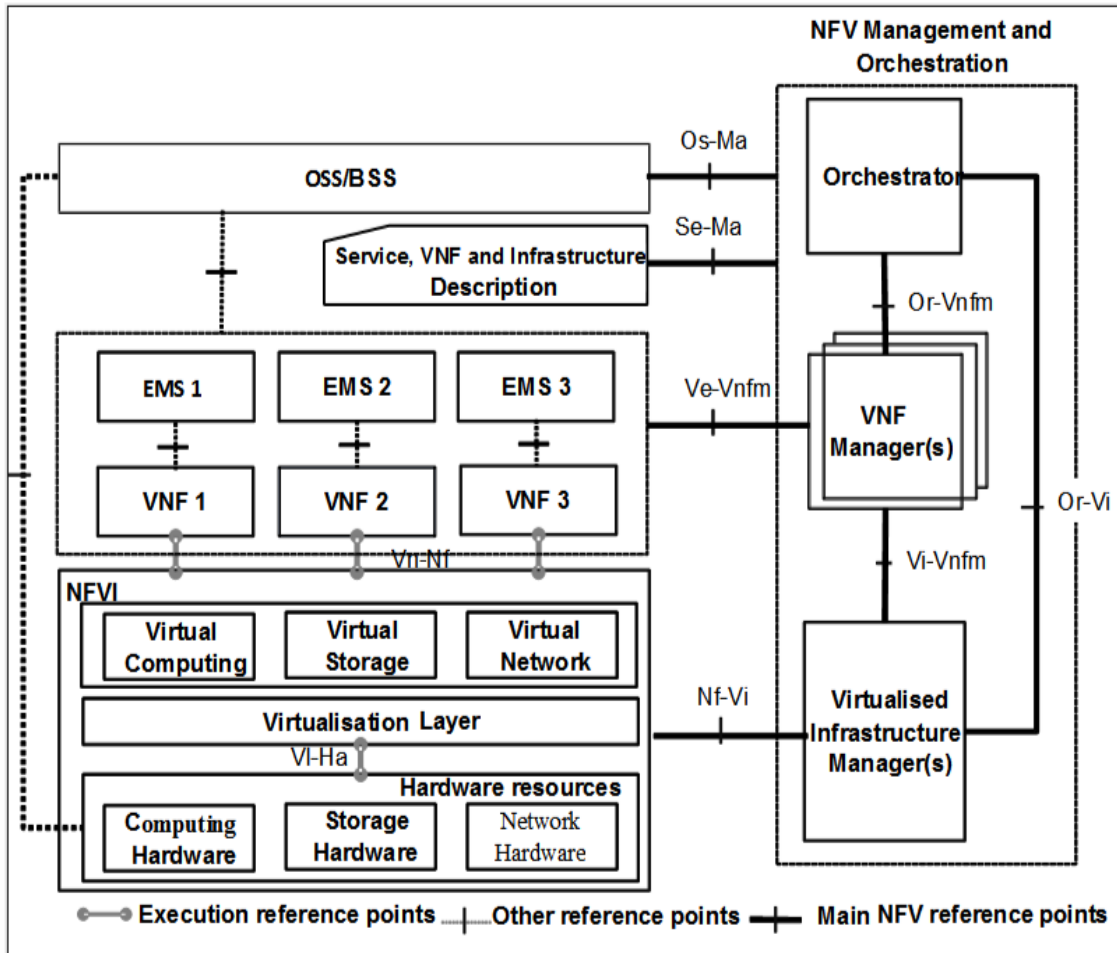 NFV Management and
Orchestration
Os-Ma
OSS/BSS
Orchestrator
Se-Ma
Service, VNF and Infrastructure
Description
Or-Vnfm
EMS 1
EMS 2
EMS 3
Ve-Vnfm
VNF
Manager(s)
VNF 1
VNF 2
VNF 3
Or-Vi
Vn-Nf
Vi-Vnfm
NFVI
Virtual
Computing
Virtual
Storage
Virtual
Network
Nf-Vi
Virtualised
Infrastructure
Manager(s)
Virtualisation Layer
Vl-Ha
Hardware resources
Computing
Hardware
Storage
Hardware
Network
Hardware
Execution reference points
Other reference points
Main NFV reference points